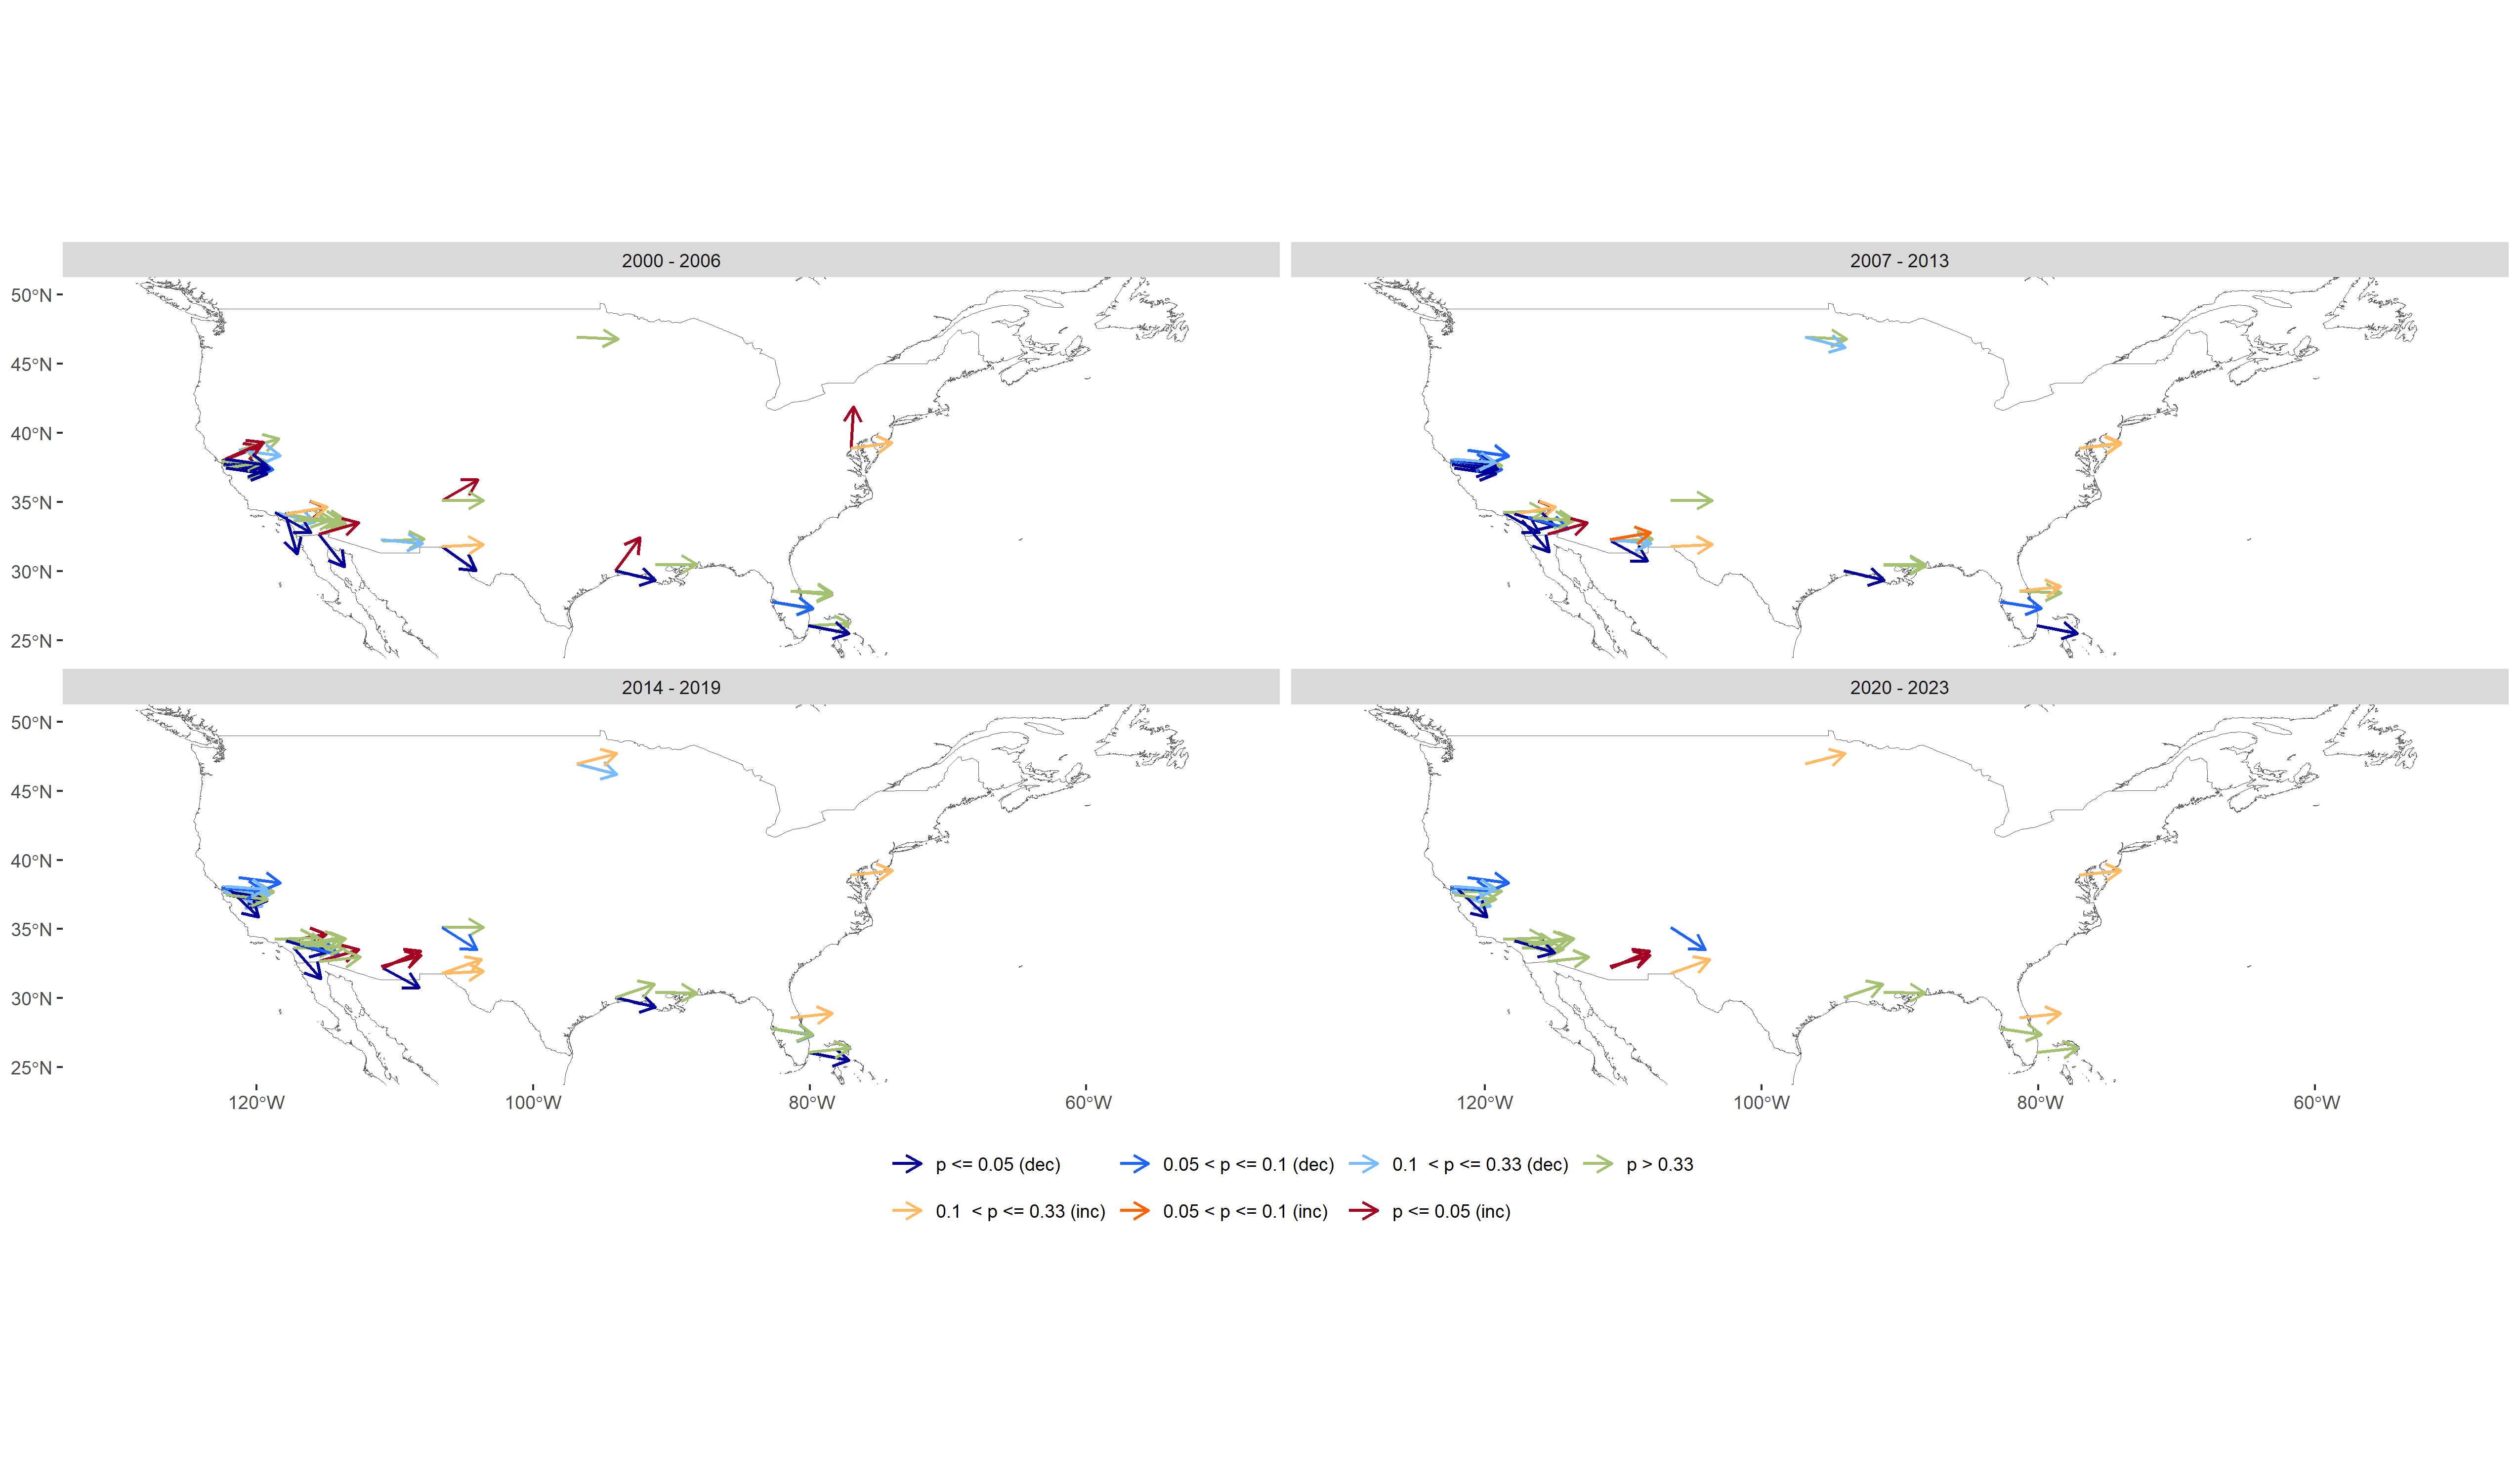 2000 - 2006
2007 - 2013
50°N
45°N
40°N
35°N
30°N
25°N
2014 - 2019
2020 - 2023
50°N
45°N
40°N
35°N
30°N
25°N
120°W 100°W 80°W 60°W
120°W 100°W 80°W 60°W
p <= 0.05 (dec) 0.05 < p <= 0.1 (dec) 0.1 < p <= 0.33 (dec) p > 0.33
0.1 < p <= 0.33 (inc) 0.05 < p <= 0.1 (inc) p <= 0.05 (inc)